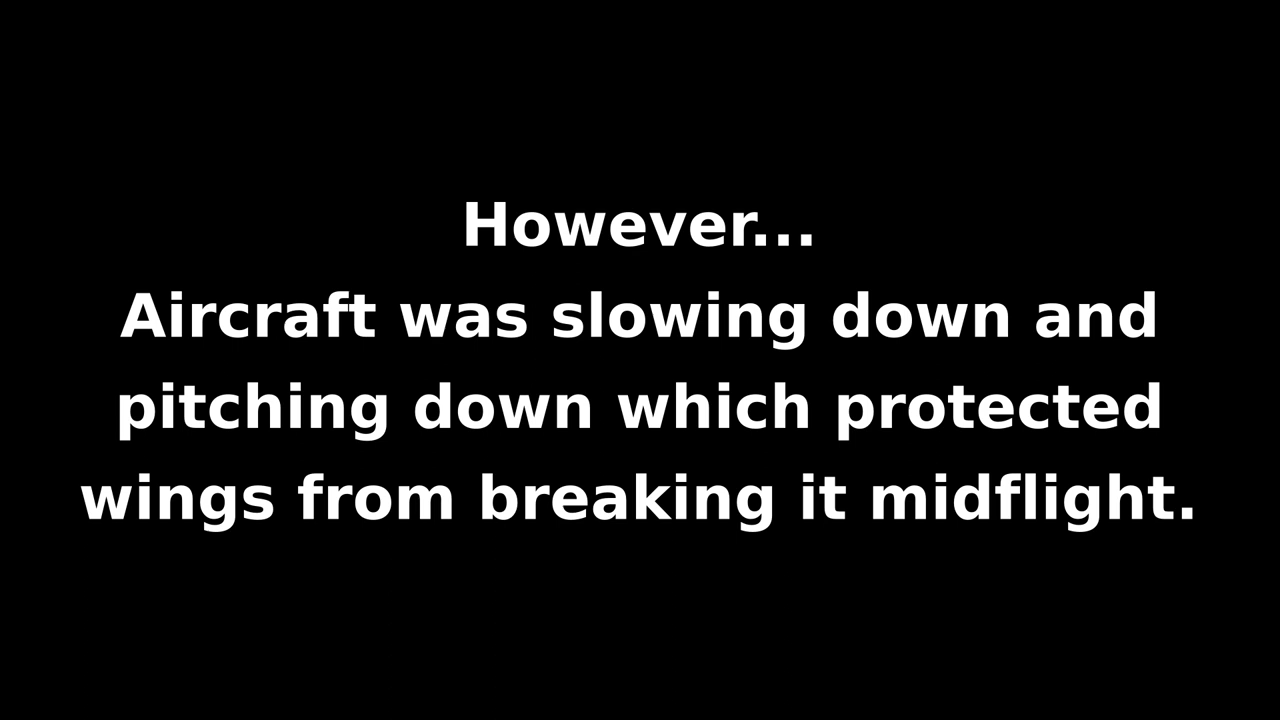 However...
Aircraft was slowing down and
pitching down which protected
wings from breaking it midflight.